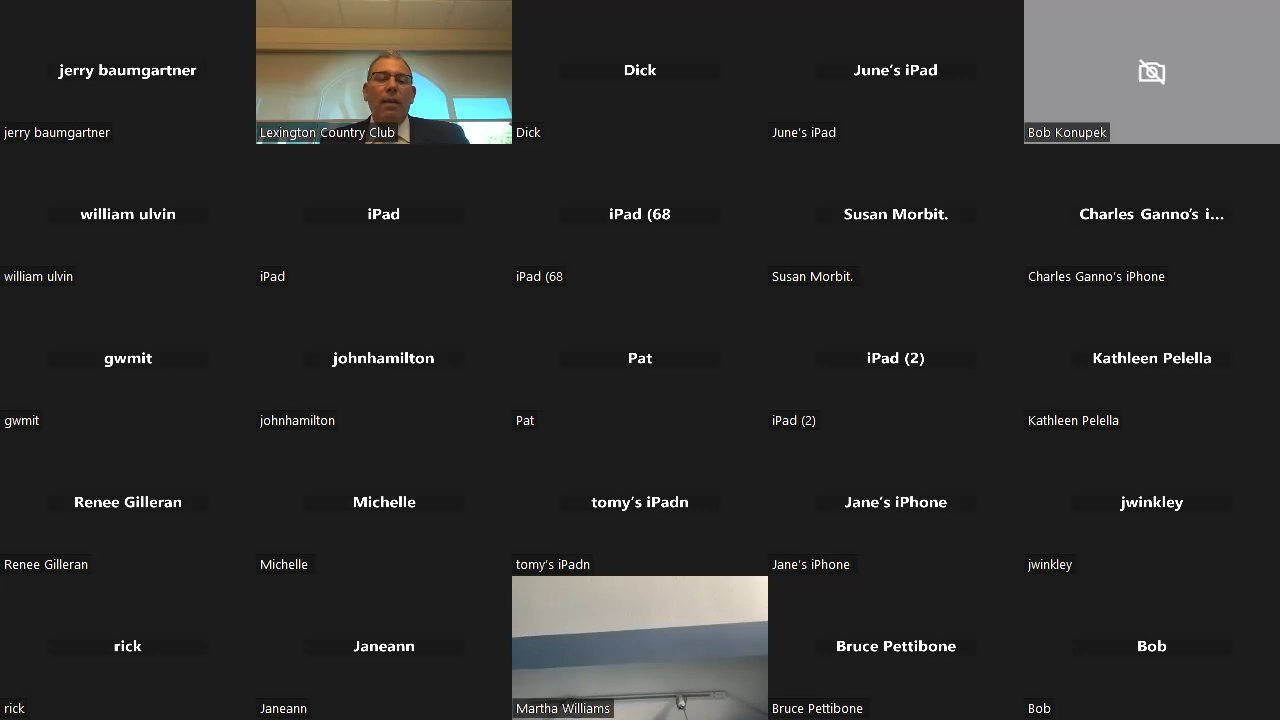 jerry baumgartner
Dick
June's iPad
jerry baumgartner
Lexington Country Club
Dick
June's iPad
Bob Konupek
william ulvin
iPad
iPad (68
Susan Morbit.
Charles Ganno's i...
william ulvin
iPad
iPad (68
Susan Morbit.
Charles Ganno's iPhone
gwmit
johnhamilton
Pat
iPad (2)
Kathleen Pelella
gwmit
johnhamilton
Pat
iPad (2)
Kathleen Pelella
Renee Gilleran
Michelle
tomy's iPadn
Jane's iPhone
jwinkley
Renee Gilleran
Michelle
tomy's iPadn
Jane's iPhone
jwinkley
rick
Janeann
Bruce Pettibone
Bob
rick
Janeann
Martha Williams
Bruce Pettibone
Bob